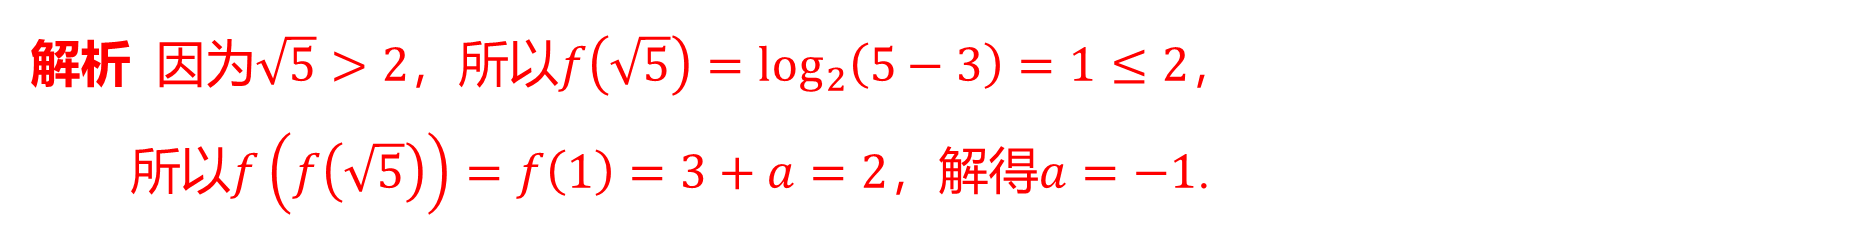 解析 因为√5 > 2，所以f(√5) = log₂(5 − 3) = 1 ≤ 2，
所以f(f(√5)) = f(1) = 3 + a = 2，解得a = −1.